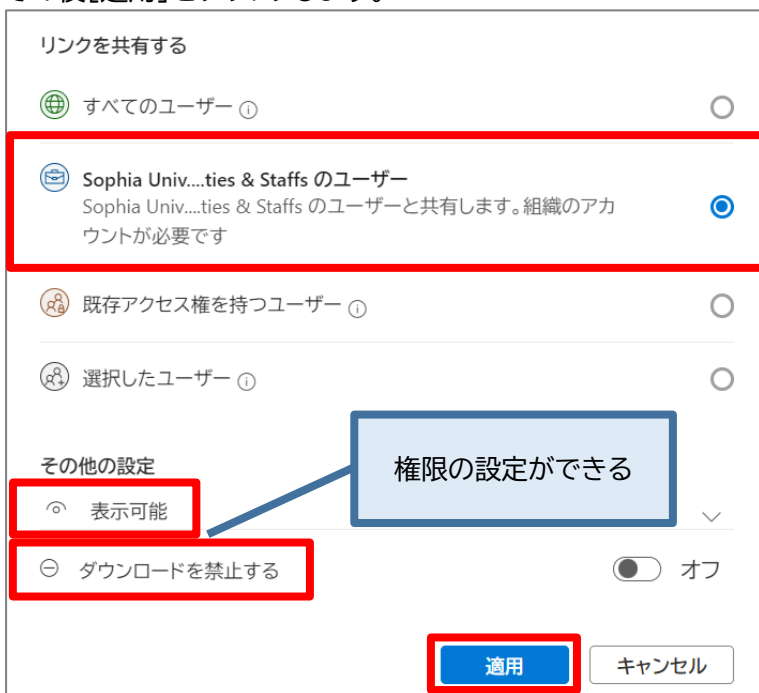 リンクを共有する
すべてのユーザー
Sophia Univ....ties & Staffs のユーザー
Sophia Univ....ties & Staffs のユーザーと共有します。組織のアカ
ウントが必要です
既存アクセス権を持つユーザー
選択したユーザー
その他の設定
権限の設定ができる
表示可能
ダウンロードを禁止する
オフ
適用
キャンセル